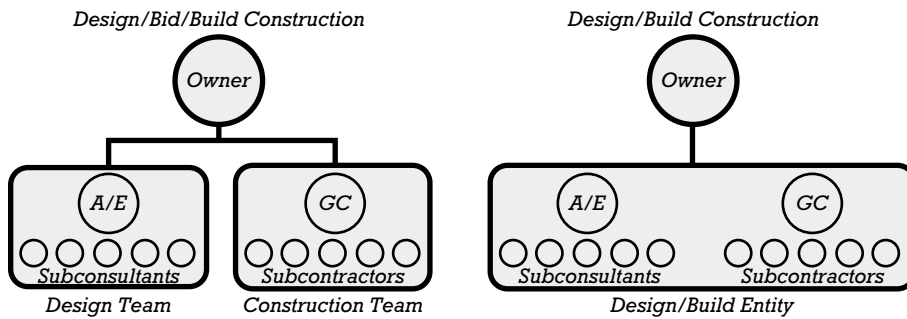 Design/Bid/Build Construction
Owner
A/E
GC
Subconsultants
Subcontractors
Design Team
Construction Team
Design/Build Construction
Owner
A/E
GC
Subconsultants
Subcontractors
Design/Build Entity